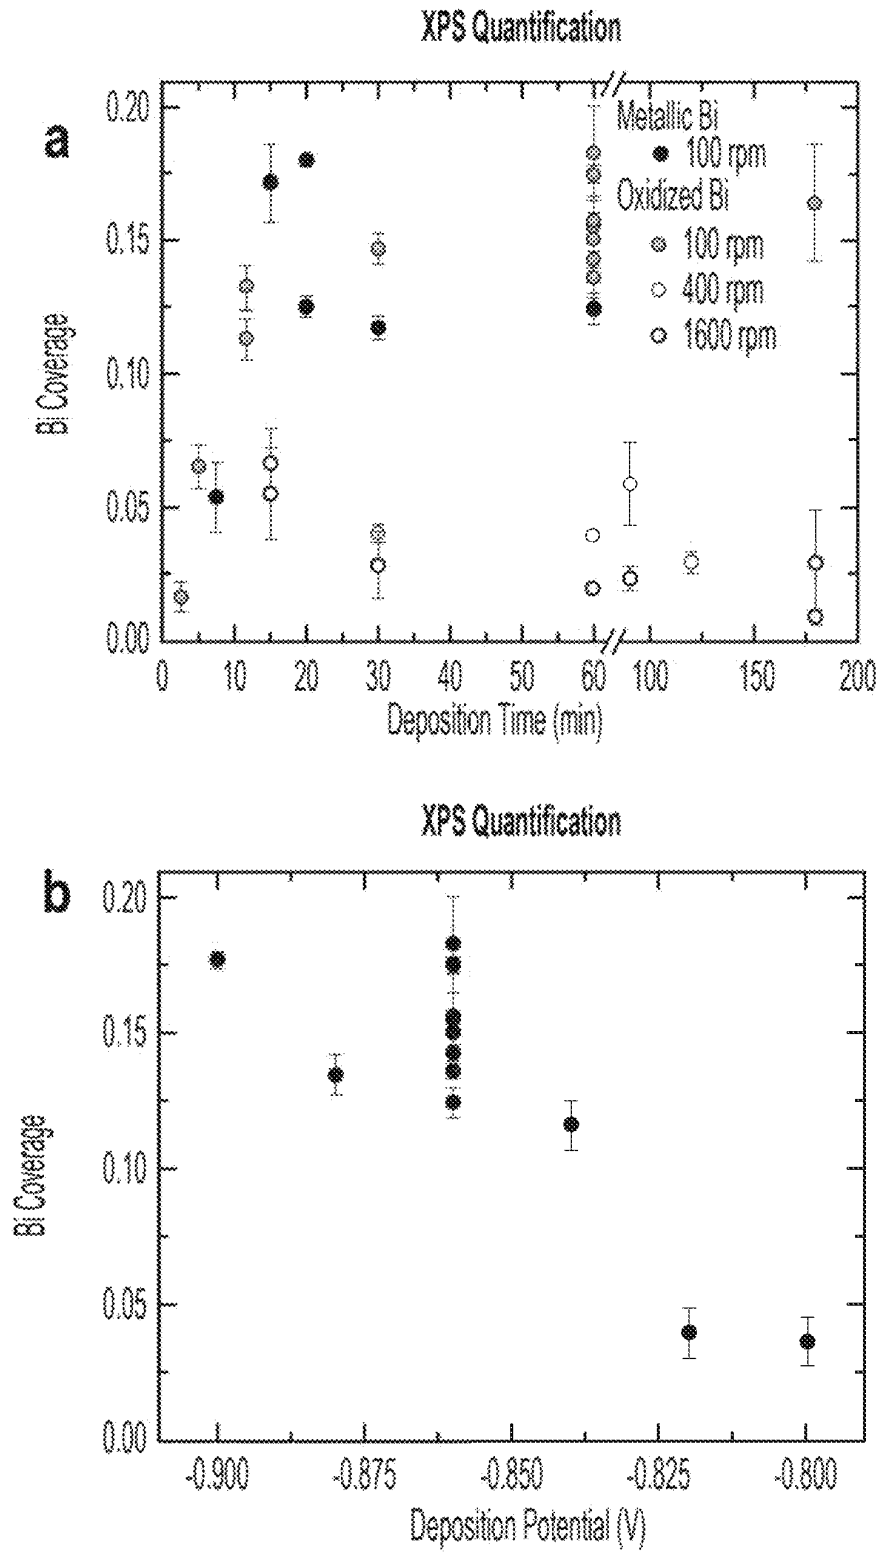 XPS Quantification
a
0.20
0.15
0.10
0.05
0.00
Bi Coverage
Metallic Bi
100 rpm
Oxidized Bi
100 rpm
400 rpm
1600 rpm
0 10 20 30 40 50 60 100 150 200
Deposition Time (min)
XPS Quantification
b
0.20
0.15
0.10
0.05
0.00
Bi Coverage
-0.900 -0.875 -0.850 -0.825 -0.800
Deposition Potential (V)